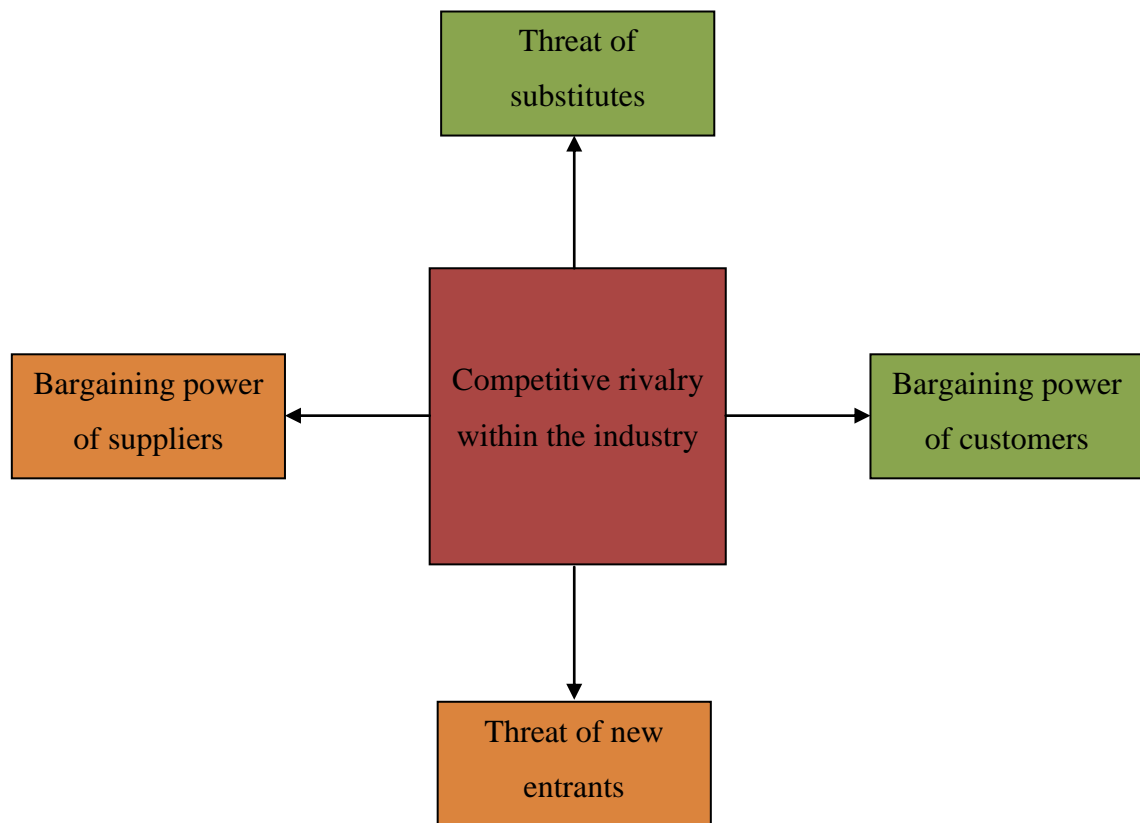 Threat of
substitutes
Bargaining power
of suppliers
Competitive rivalry
within the industry
Bargaining power
of customers
Threat of new
entrants